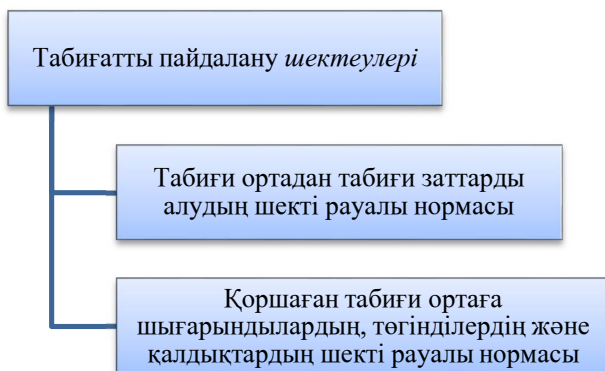 Табиғатты пайдалану шектеулері
Табиғи ортадан табиғи заттарды
алудың шекті рауалы нормасы
Қоршаған табиғи ортаға
шығарындылардың, төгінділердің және
қалдықтардың шекті рауалы нормасы